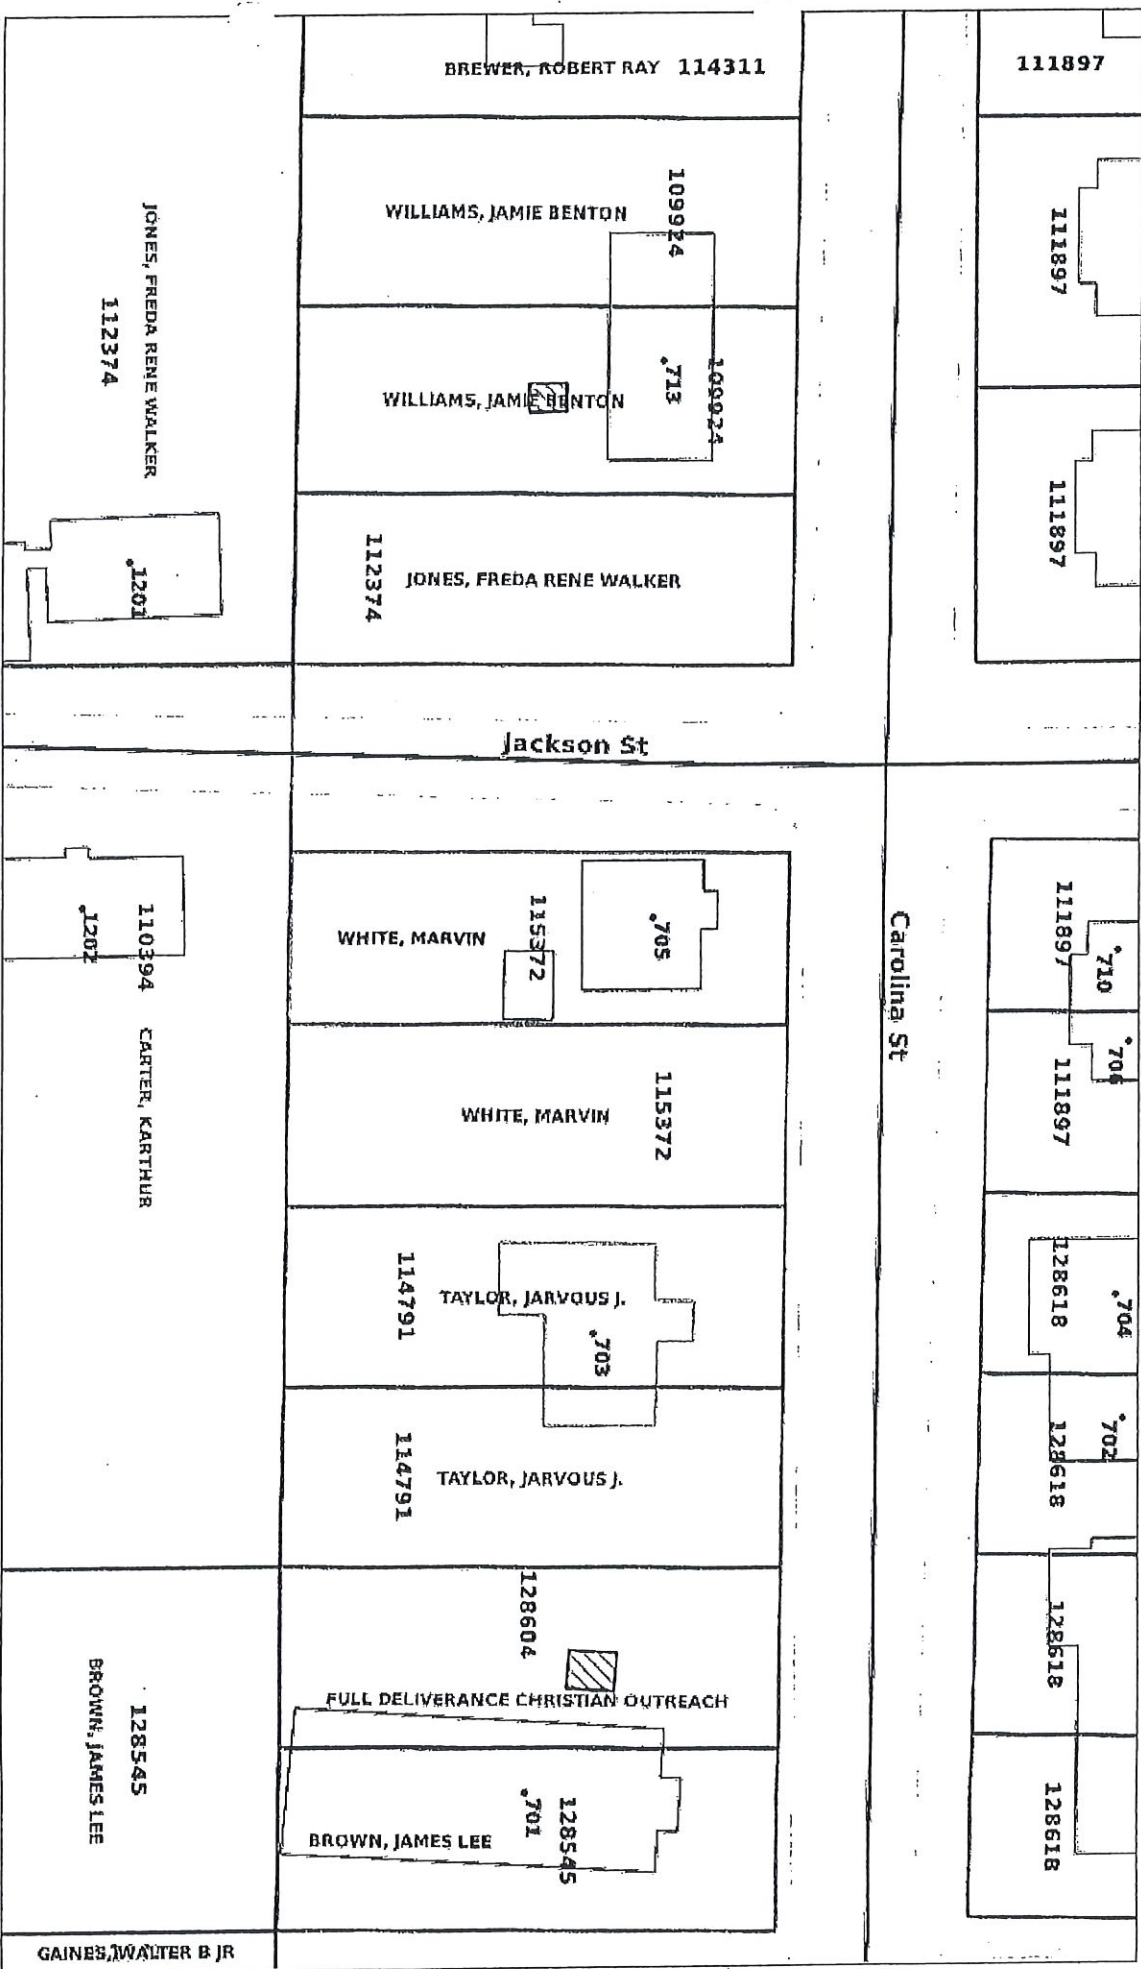 BREWER, ROBERT RAY 114311
111897
109924
WILLIAMS, JAMIE BENTON
111897
JONES, FREDA RENE WALKER
112374
713
109924
WILLIAMS, JAMIE BENTON
111897
112374
JONES, FREDA RENE WALKER
1201
Jackson St
115372
705
WHITE, MARVIN
111897
710
1202
110394
CARTER, KARTHUR
Carolina St
706
111897
115372
WHITE, MARVIN
114791
TAYLOR, JARVOUS J.
703
128618
704
114791
TAYLOR, JARVOUS J.
128618
702
128604
FULL DELIVERANCE CHRISTIAN OUTREACH
128618
128545
BROWN, JAMES LEE
701
128545
BROWN, JAMES LEE
128618
GAINES, WALTER B JR